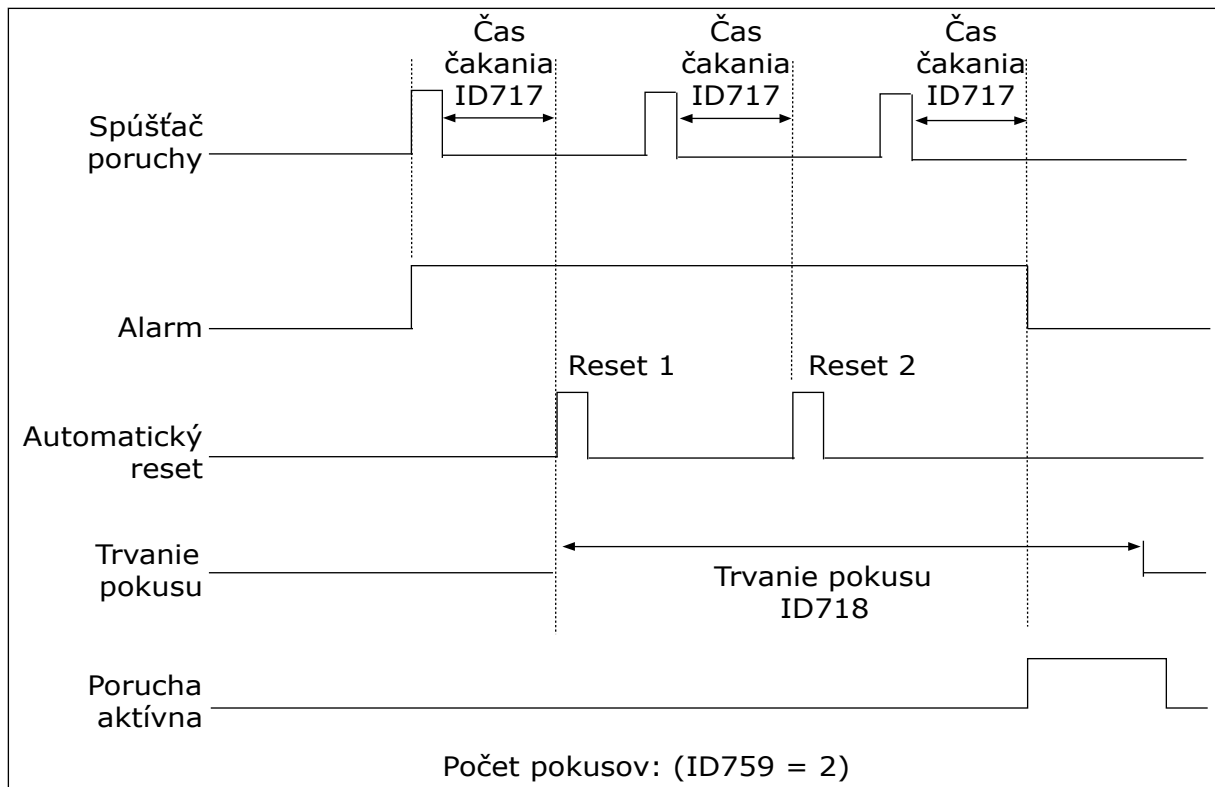 Čas
čakania
ID717
Čas
čakania
ID717
Čas
čakania
ID717
Spúšťač
poruchy
Alarm
Reset 1
Reset 2
Automatický
reset
Trvanie
pokusu
Trvanie pokusu
ID718
Porucha
aktívna
Počet pokusov: (ID759 = 2)